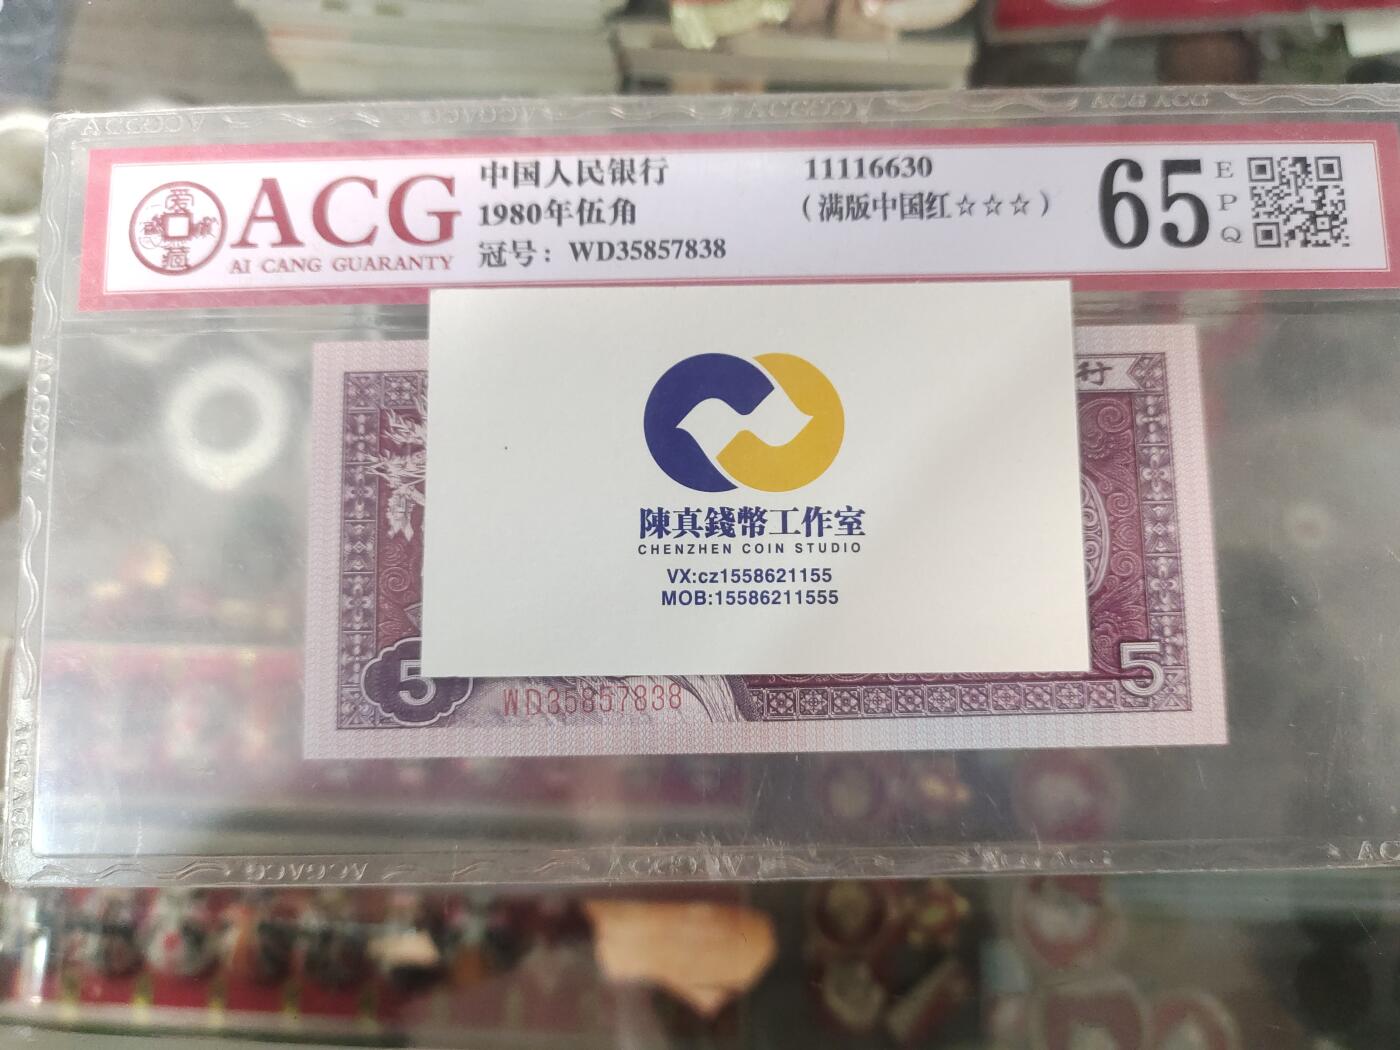 ACG
AI CANG GUARANTY
中国人民银行
1980年伍角
冠号：WD35857838
11116630
（满版中国红☆☆☆）
65
EPQ
行
陳真錢幣工作室
CHENZHEN COIN STUDIO
VX:cz1558621155
MOB:15586211555
5
WD35857838
5